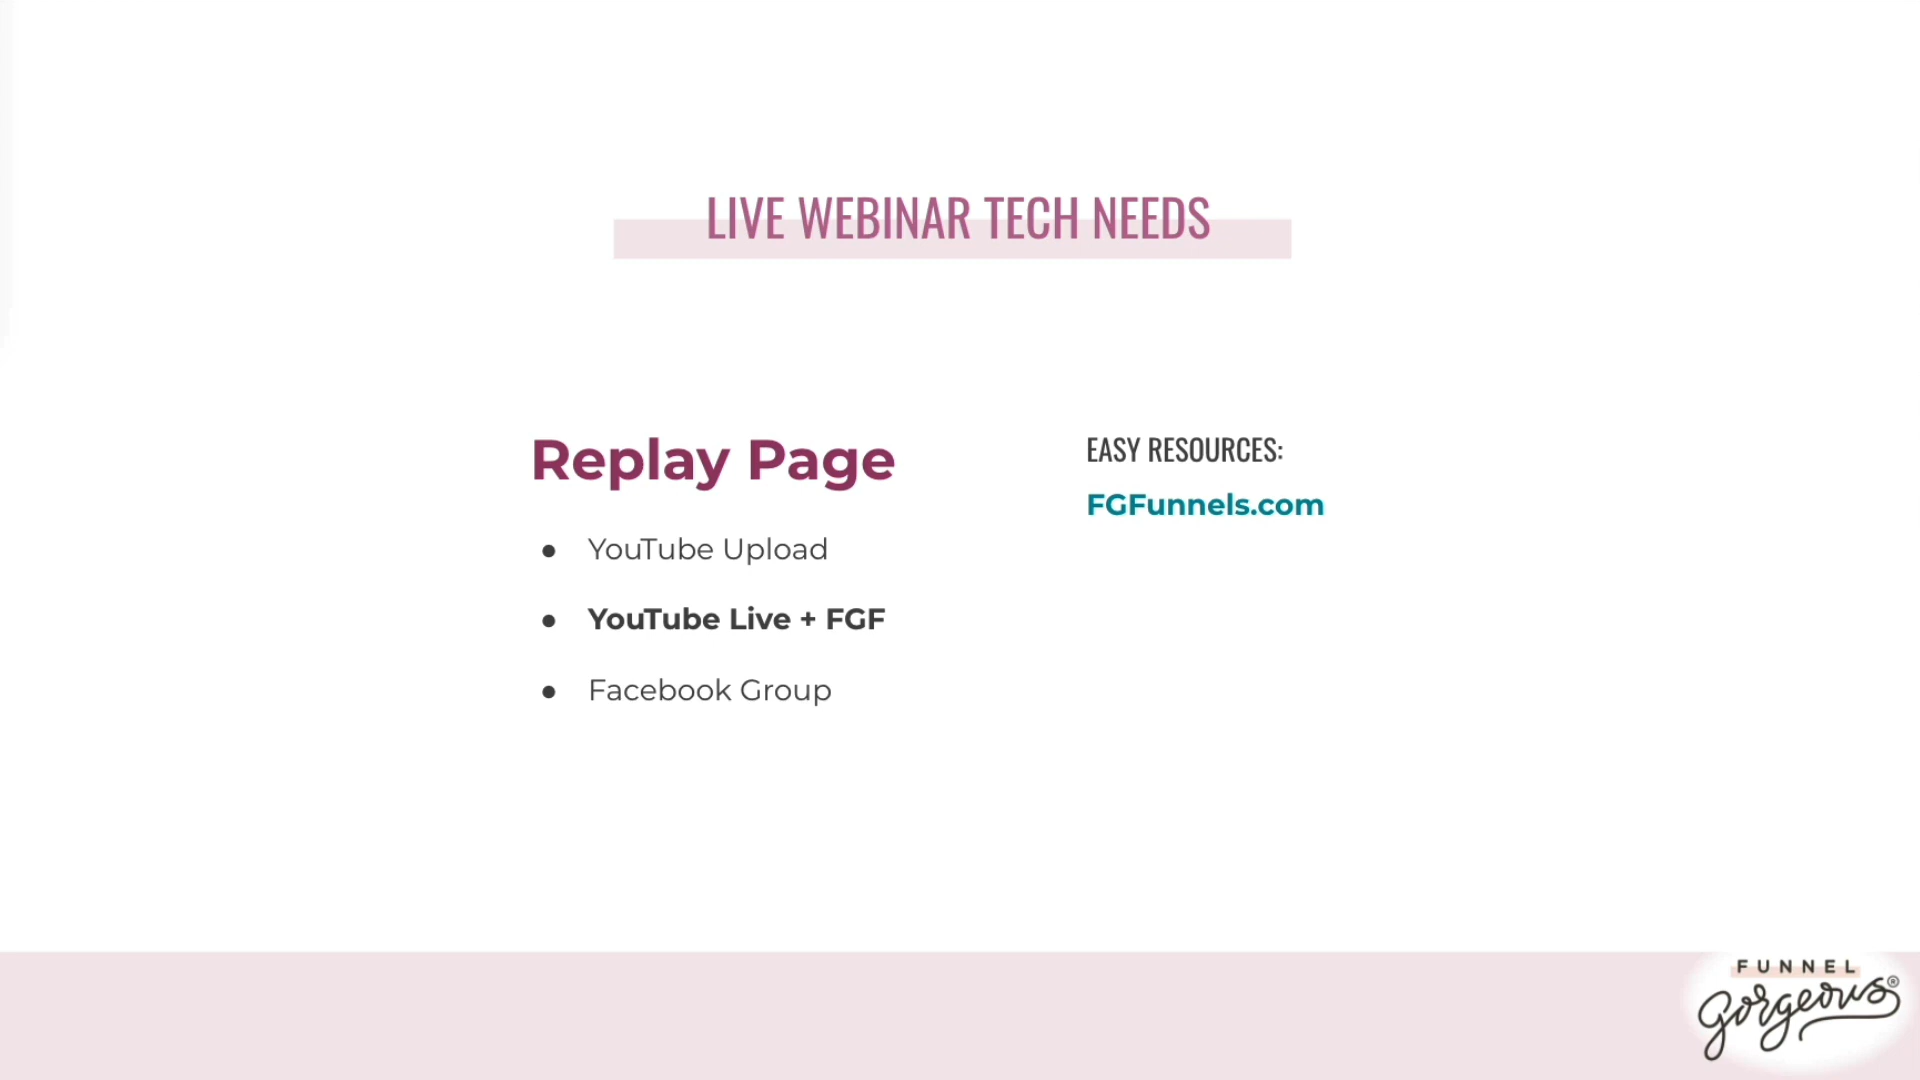 LIVE WEBINAR TECH NEEDS
Replay Page
● YouTube Upload
● YouTube Live + FGF
● Facebook Group
EASY RESOURCES:
FGFunnels.com
FUNNEL
gorgeous®